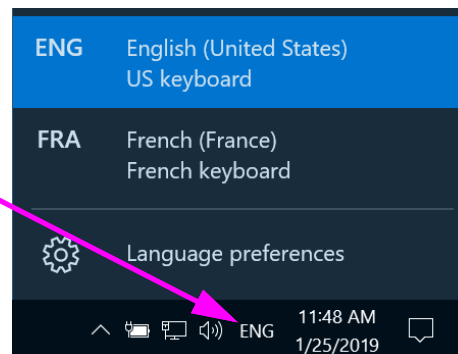 ENG English (United States)
US keyboard
FRA French (France)
French keyboard
Language preferences
ENG 11:48 AM
1/25/2019